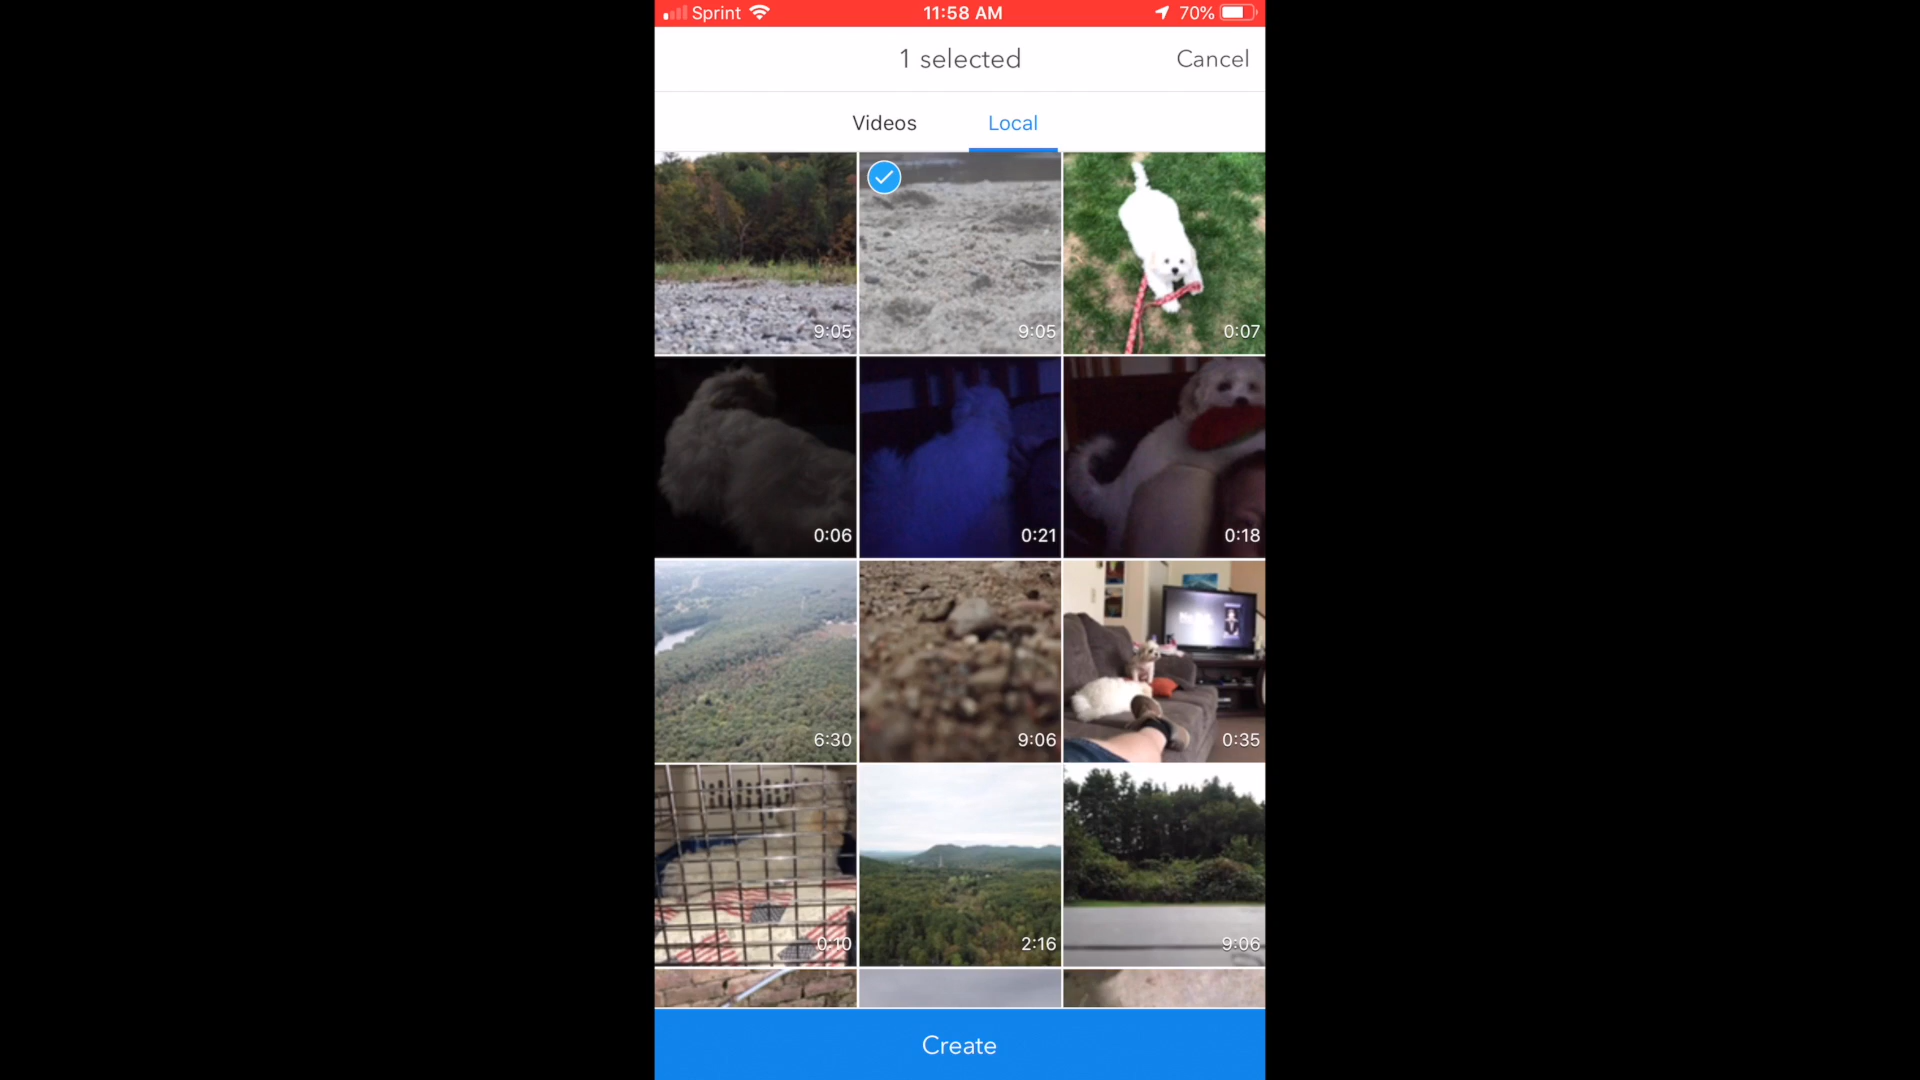 Sprint 11:58 AM 70%
1 selected Cancel
Videos Local
9:05 9:05 0:07
0:06 0:21 0:18
6:30 9:06 0:35
0:10 2:16 9:06
Create